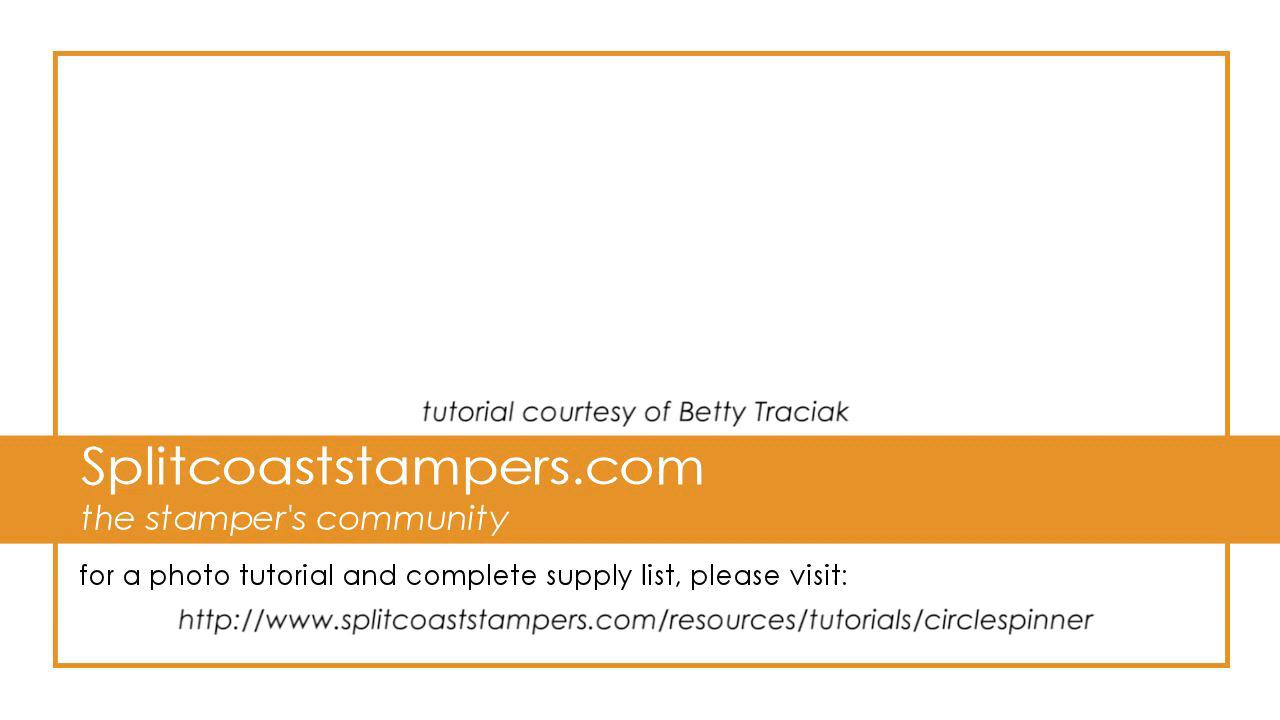 tutorial courtesy of Betty Traciak
Splitcoaststampers.com
the stamper's community
for a photo tutorial and complete supply list, please visit:
http://www.splitcoaststampers.com/resources/tutorials/circlespinner